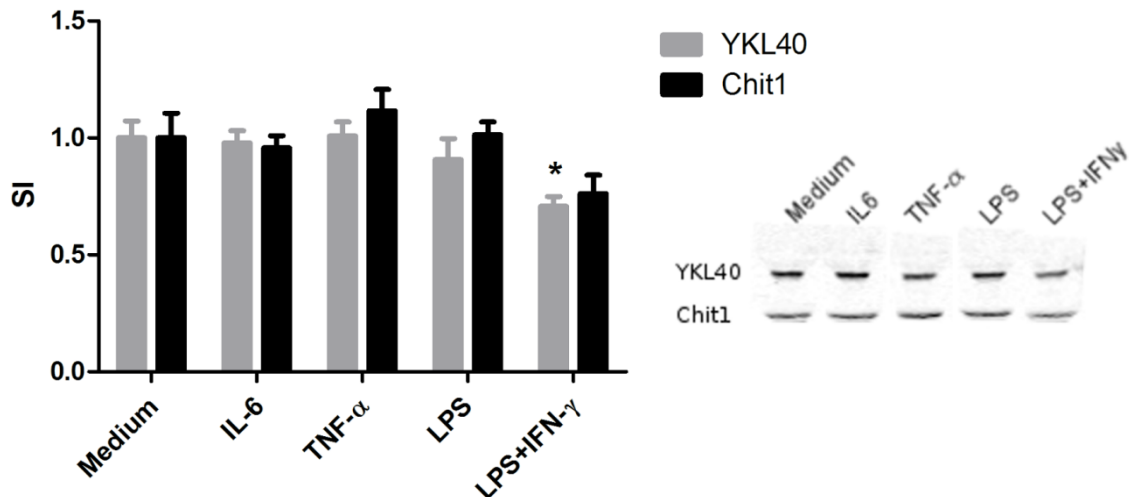 1.5
YKL40
Chit1
1.0
SI
*
0.5
0.0
Medium
IL-6
TNF-α
LPS
LPS+IFN-γ
Medium
IL6
TNF-α
LPS
LPS+IFNγ
YKL40
Chit1